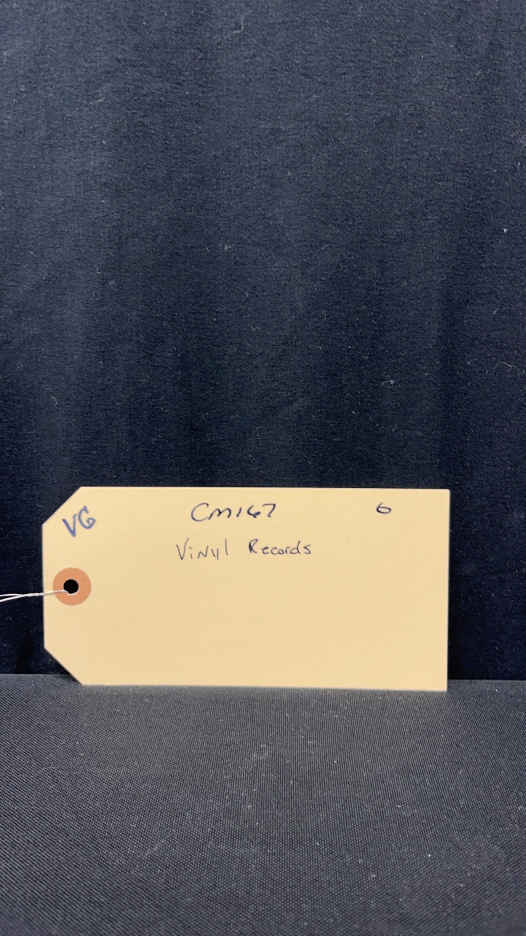 VG
CM167 6
Vinyl Records